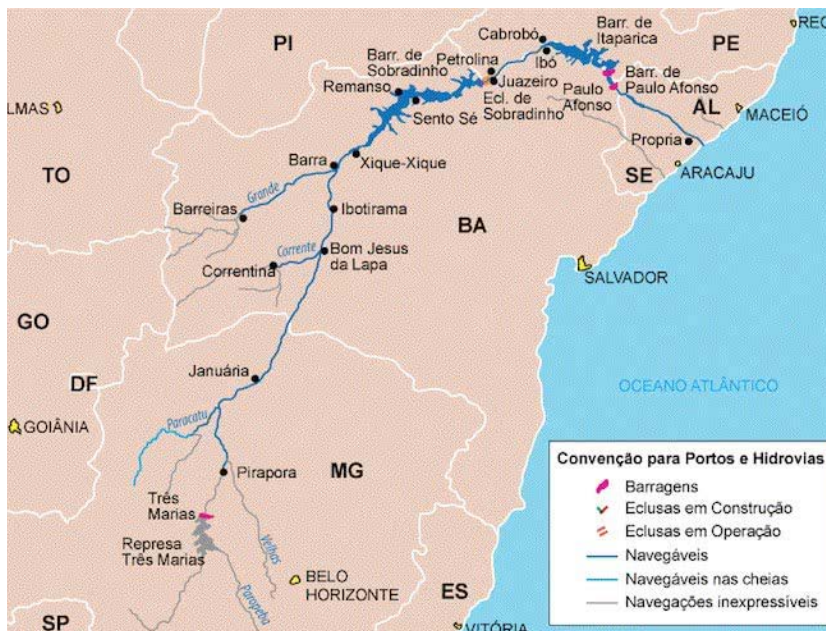 PI
Cabrobó
Barr. de
Itaparica
PE
REC
Barr. de
Sobradinho
Petrolina
Ibó
Remanso
Juazeiro
Paulo
Afonso
Barr. de
Paulo Afonso
Sento Sé
Ecl. de
Sobradinho
AL
MACEIÓ
LMAS
Propria
Xique-Xique
Barra
TO
SE
ARACAJU
Grande
Barreiras
Ibotirama
BA
Corrente
Bom Jesus
da Lapa
Correntina
SALVADOR
GO
Januária
DF
OCEANO ATLÂNTICO
Paracatu
GOIÂNIA
Pirapora
MG
Três
Marias
Represa
Três Marias
Velhas
Paropeba
BELO
HORIZONTE
ES
SP
VITÓRIA
Convenção para Portos e Hidrovias
Barragens
Eclusas em Construção
Eclusas em Operação
Navegáveis
Navegáveis nas cheias
Navegações inexpressíveis